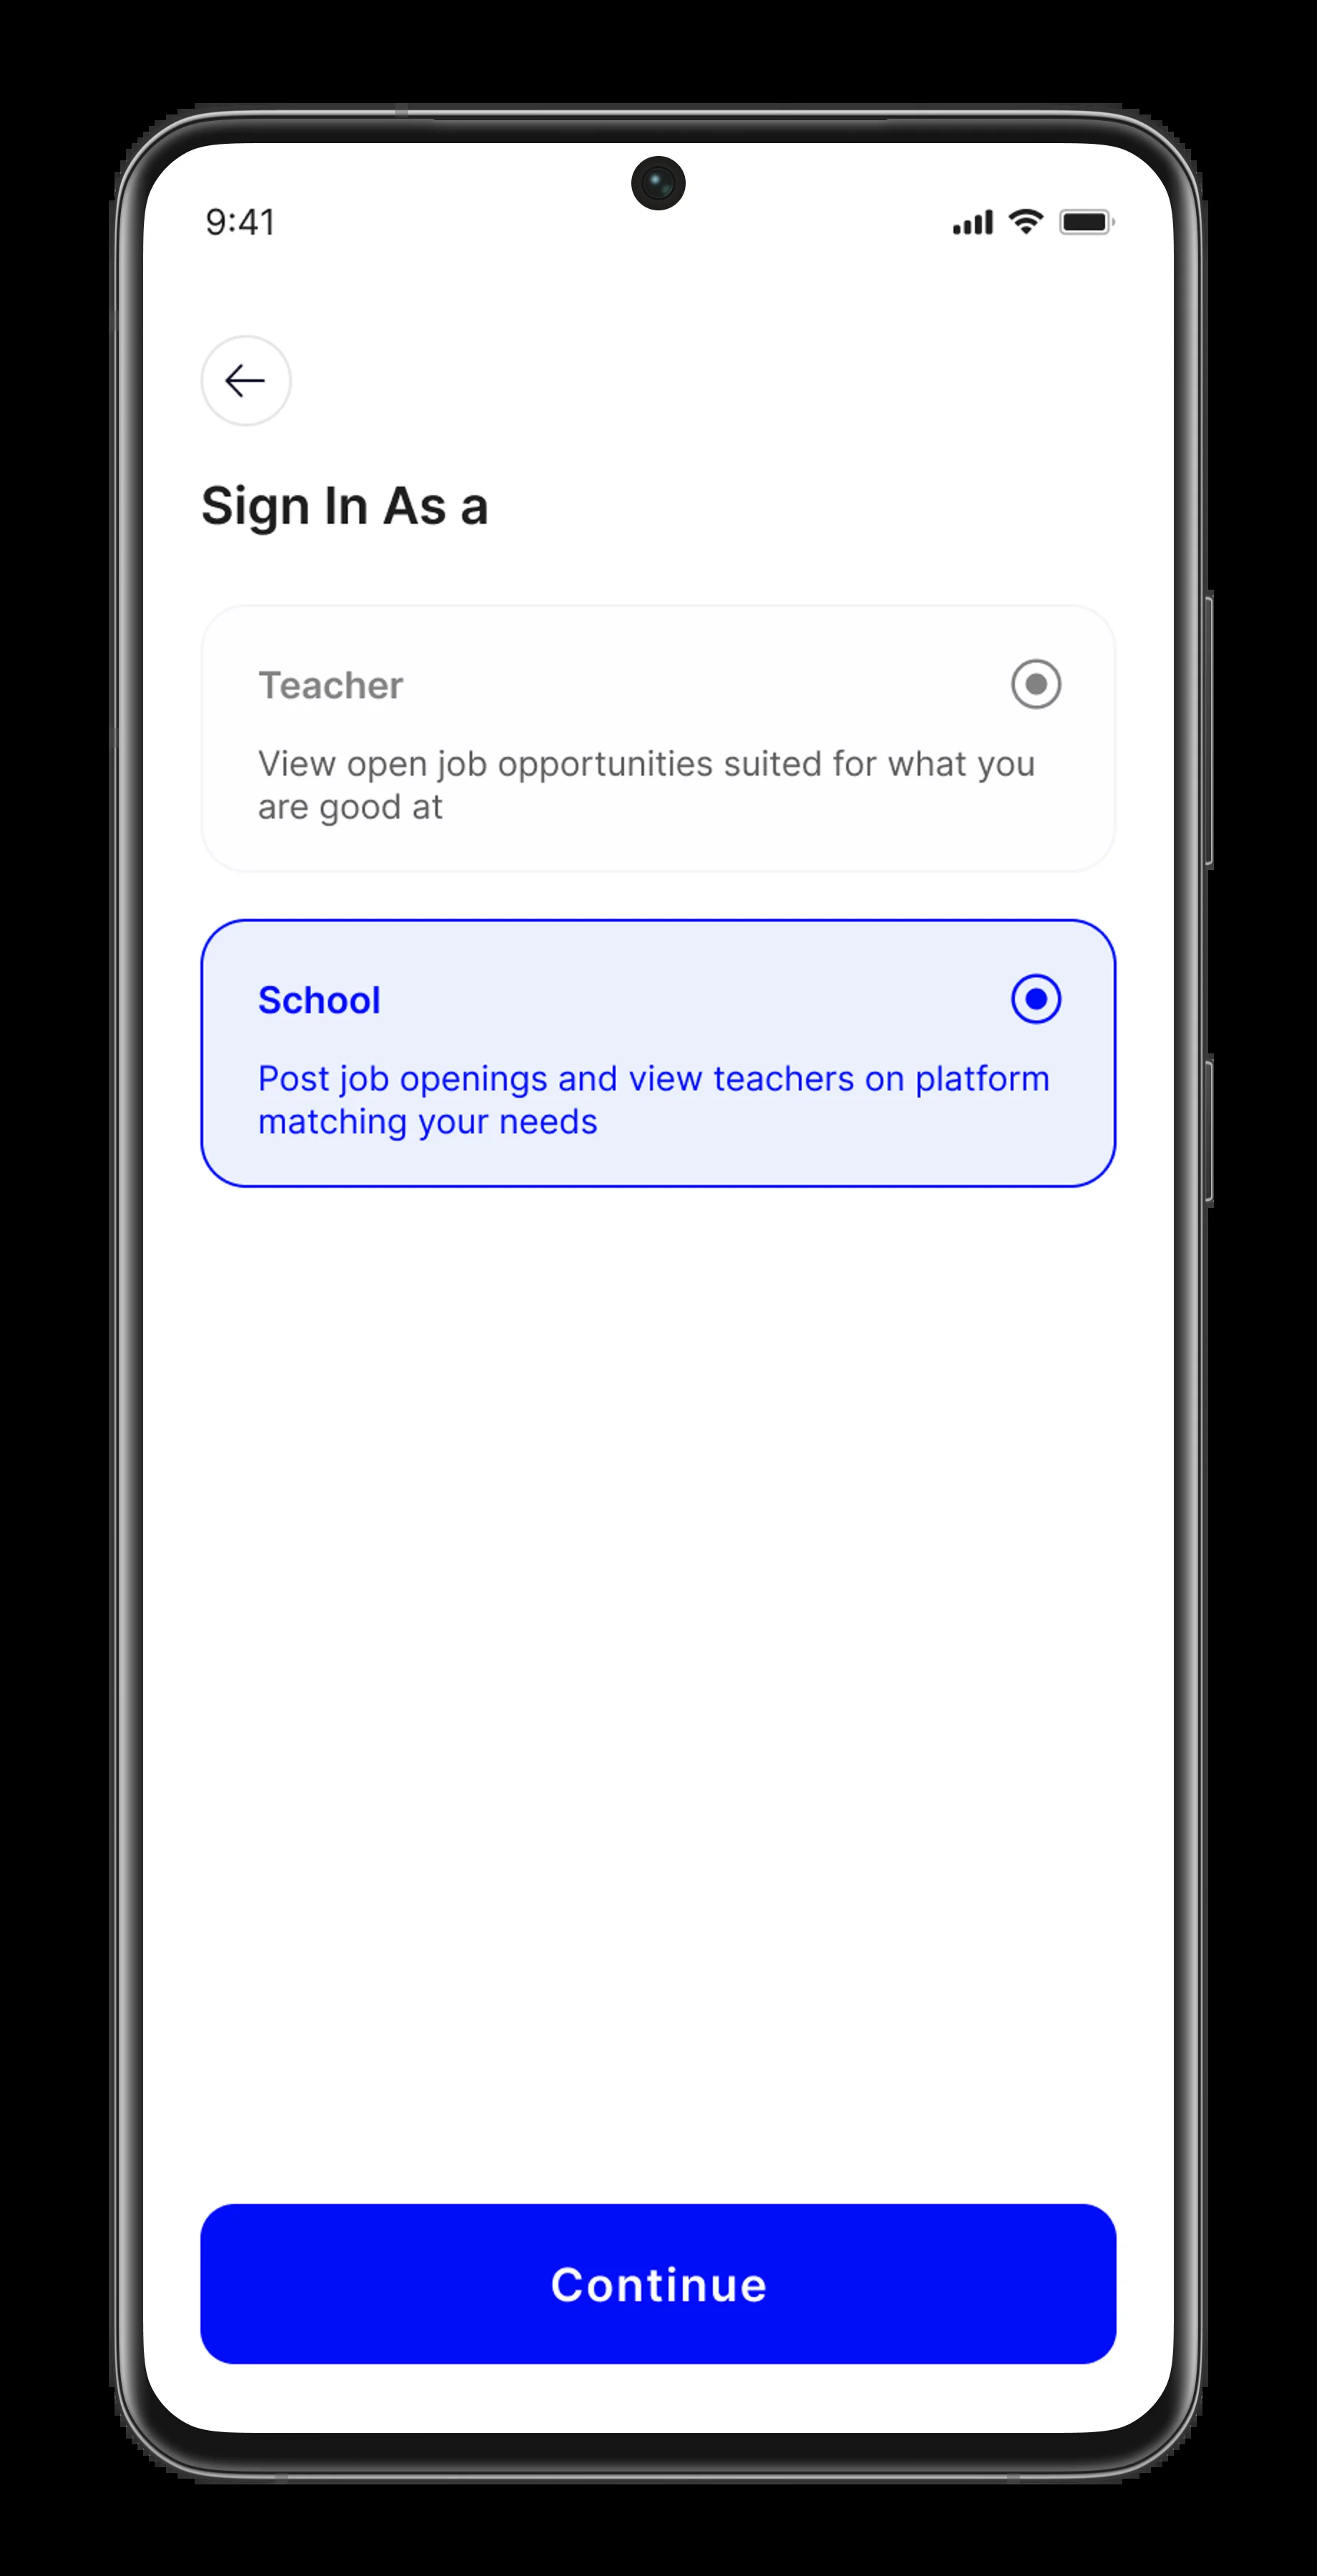 9:41
Sign In As a
Teacher
View open job opportunities suited for what you
are good at
School
Post job openings and view teachers on platform
matching your needs
Continue